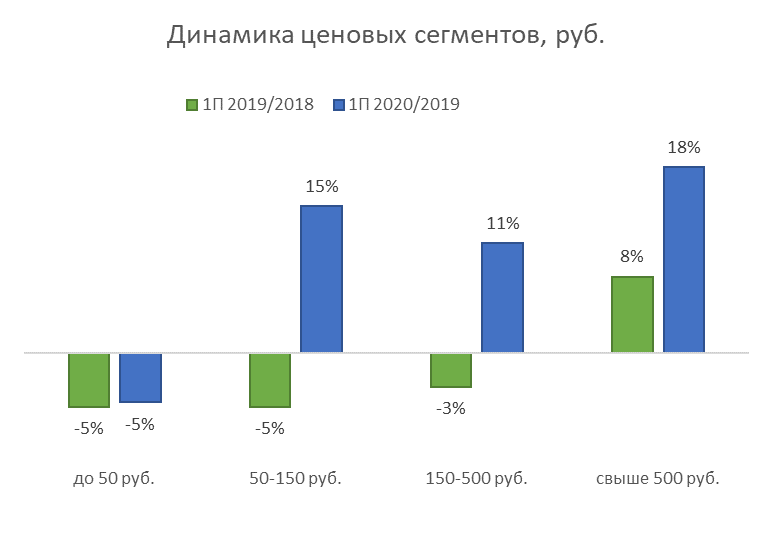 Динамика ценовых сегментов, руб.
1П 2019/2018 1П 2020/2019
18%
15%
11%
8%
-5% -5% -5% -3%
до 50 руб. 50-150 руб. 150-500 руб. свыше 500 руб.